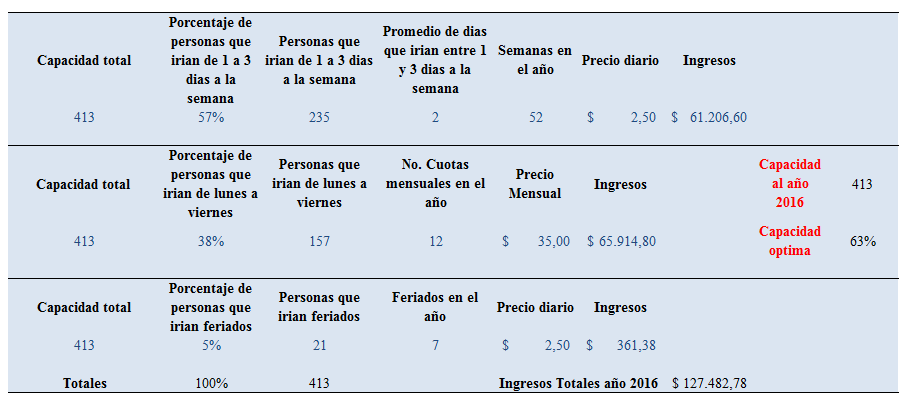 Capacidad total
Porcentaje de
personas que
irian de 1 a 3
dias a la
semana
Personas que
irian de 1 a 3 dias
a la semana
Promedio de dias
que irian entre 1
y 3 dias a la
semana
Semanas en
el año
Precio diario
Ingresos
413 57% 235 2 52 $ 2,50 $ 61.206,60
Capacidad total
Porcentaje de
personas que
irian de lunes a
viernes
Personas que
irian de lunes a
viernes
No. Cuotas
mensuales en el
año
Precio
Mensual
Ingresos
Capacidad
al año
2016
413
413 38% 157 12 $ 35,00 $ 65.914,80
Capacidad
optima
63%
Capacidad total
Porcentaje de
personas que
irian feriados
Personas que
irian feriados
Feriados en el
año
Precio diario
Ingresos
413 5% 21 7 $ 2,50 $ 361,38
Totales 100% 413 Ingresos Totales año 2016 $ 127.482,78